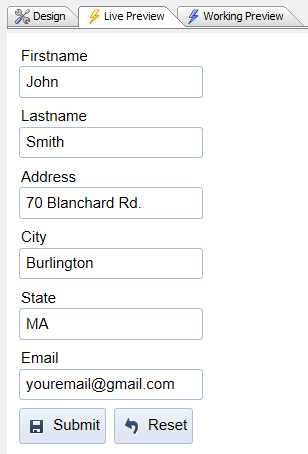 Design Live Preview Working Preview
Firstname
John
Lastname
Smith
Address
70 Blanchard Rd.
City
Burlington
State
MA
Email
youremail@gmail.com
Submit Reset